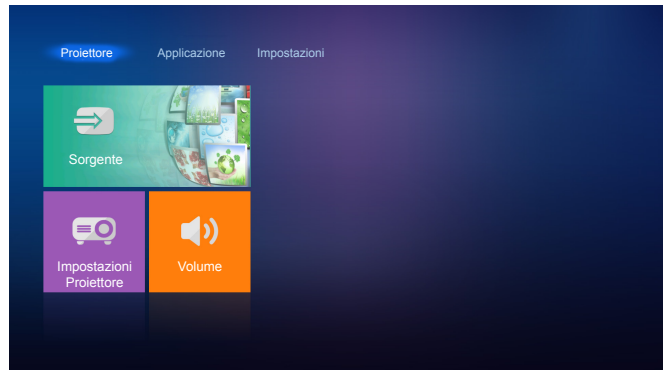 Proiettore Applicazione Impostazioni
Sorgente
Impostazioni
Proiettore
Volume